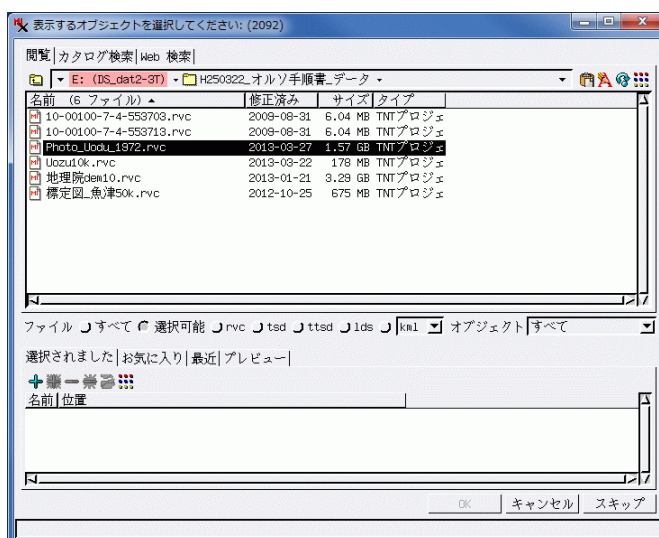 表示するオブジェクトを選択してください: (2092)
閲覧 カタログ検索 Web 検索
E: (DS_dat2-3T) H250322_オルソ手順書_データ
名前 (6 ファイル) 修正済み サイズ タイプ
10-00100-7-4-553703.rvc 2009-08-31 6.04 MB TNTプロジェ
10-00100-7-4-553713.rvc 2009-08-31 6.04 MB TNTプロジェ
Photo_Uodu_1972.rvc 2013-03-27 1.57 GB TNTプロジェ
Uozu10k.rvc 2013-03-22 178 MB TNTプロジェ
地理院dem10.rvc 2013-01-21 3.29 GB TNTプロジェ
標定図_魚津50k.rvc 2012-10-25 675 MB TNTプロジェ
ファイル すべて 選択可能 rvc tsd ttsd lds kml オブジェクト すべて
選択されました お気に入り 最近 プレビュー
名前 位置
OK キャンセル スキップ